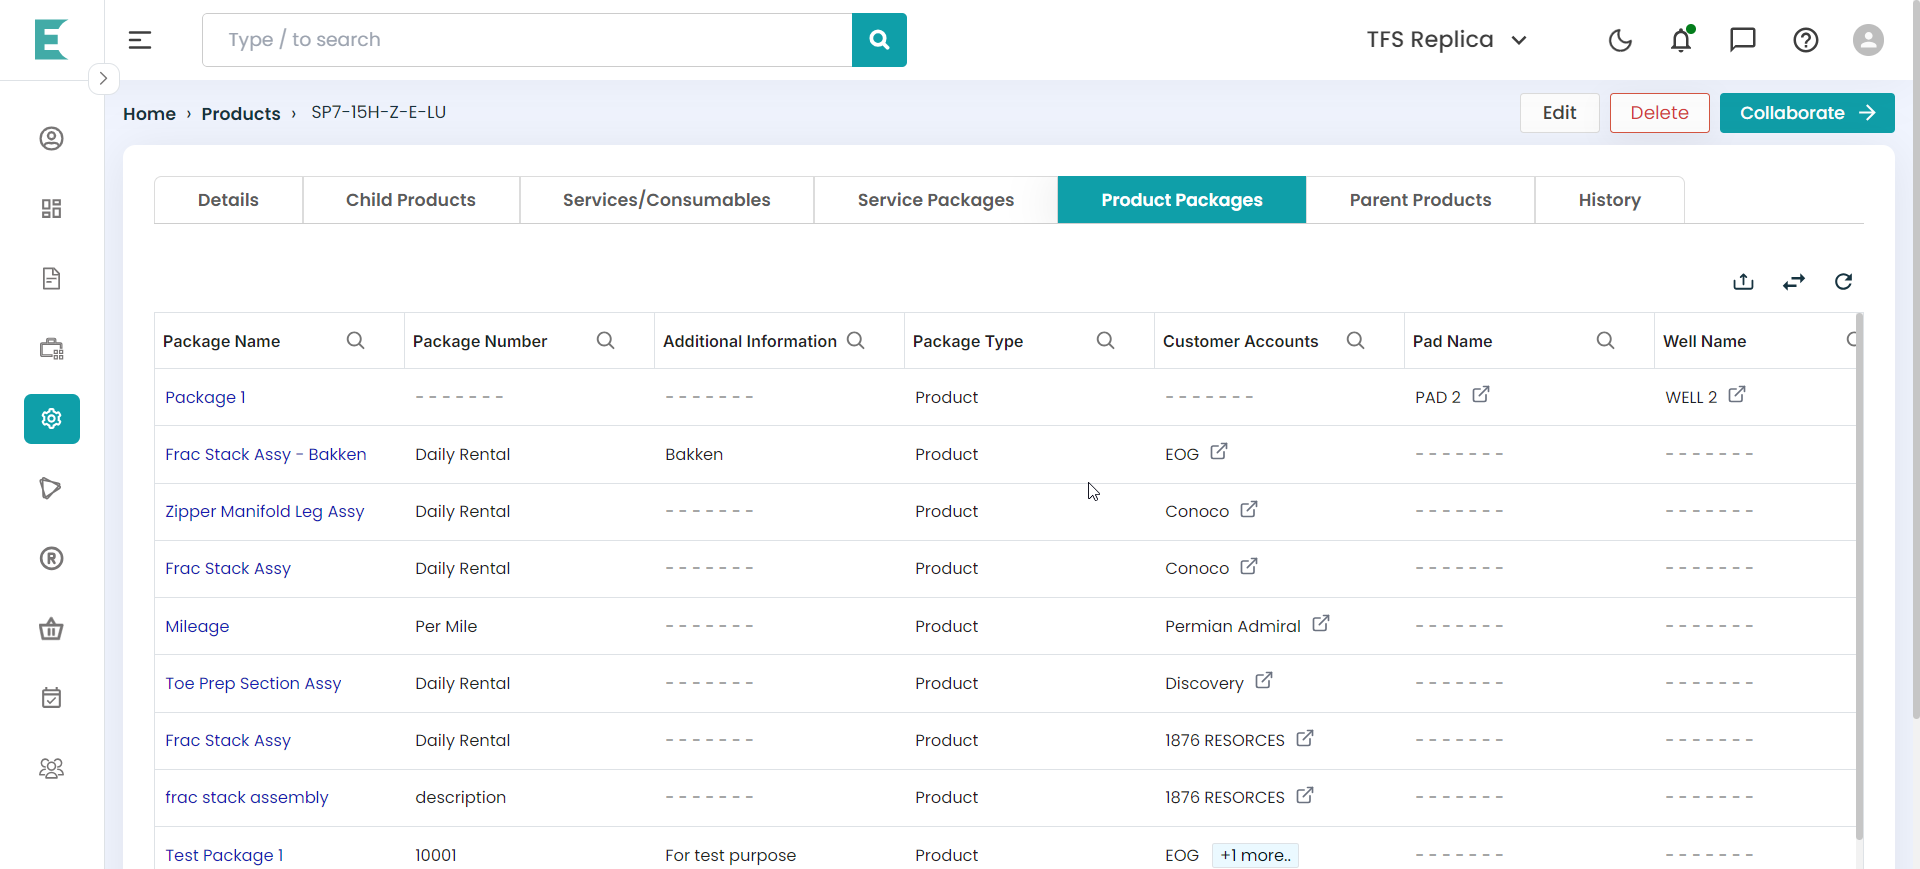 Type / to search
TFS Replica
Home › Products › SP7-15H-Z-E-LU
Edit Delete Collaborate
Details Child Products Services/Consumables Service Packages Product Packages Parent Products History
Package Name Package Number Additional Information Package Type Customer Accounts Pad Name Well Name
Package 1 ------- ------- Product ------- PAD 2 WELL 2
Frac Stack Assy - Bakken Daily Rental Bakken Product EOG ------- -------
Zipper Manifold Leg Assy Daily Rental ------- Product Conoco ------- -------
Frac Stack Assy Daily Rental ------- Product Conoco ------- -------
Mileage Per Mile ------- Product Permian Admiral ------- -------
Toe Prep Section Assy Daily Rental ------- Product Discovery ------- -------
Frac Stack Assy Daily Rental ------- Product 1876 RESORCES ------- -------
frac stack assembly description ------- Product 1876 RESORCES ------- -------
Test Package 1 10001 For test purpose Product EOG +1 more.. -------  -------